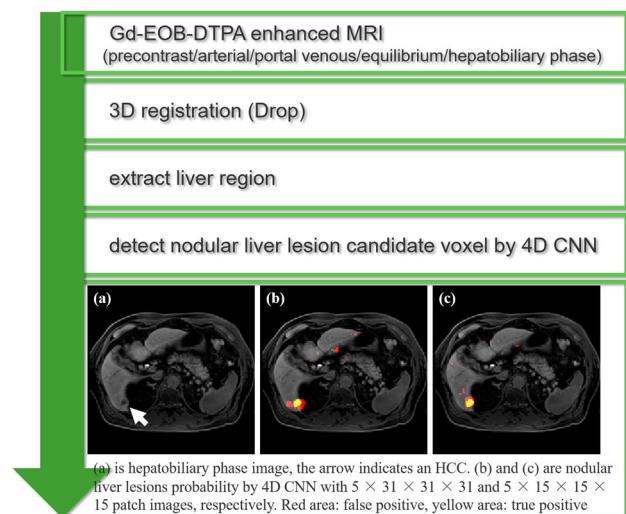 Gd-EOB-DTPA enhanced MRI
(precontrast/arterial/portal venous/equilibrium/hepatobiliary phase)
3D registration (Drop)
extract liver region
detect nodular liver lesion candidate voxel by 4D CNN
(a)
(b)
(c)
(a) is hepatobiliary phase image, the arrow indicates an HCC. (b) and (c) are nodular
liver lesions probability by 4D CNN with 5 × 31 × 31 × 31 and 5 × 15 × 15 ×
15 patch images, respectively. Red area: false positive, yellow area: true positive